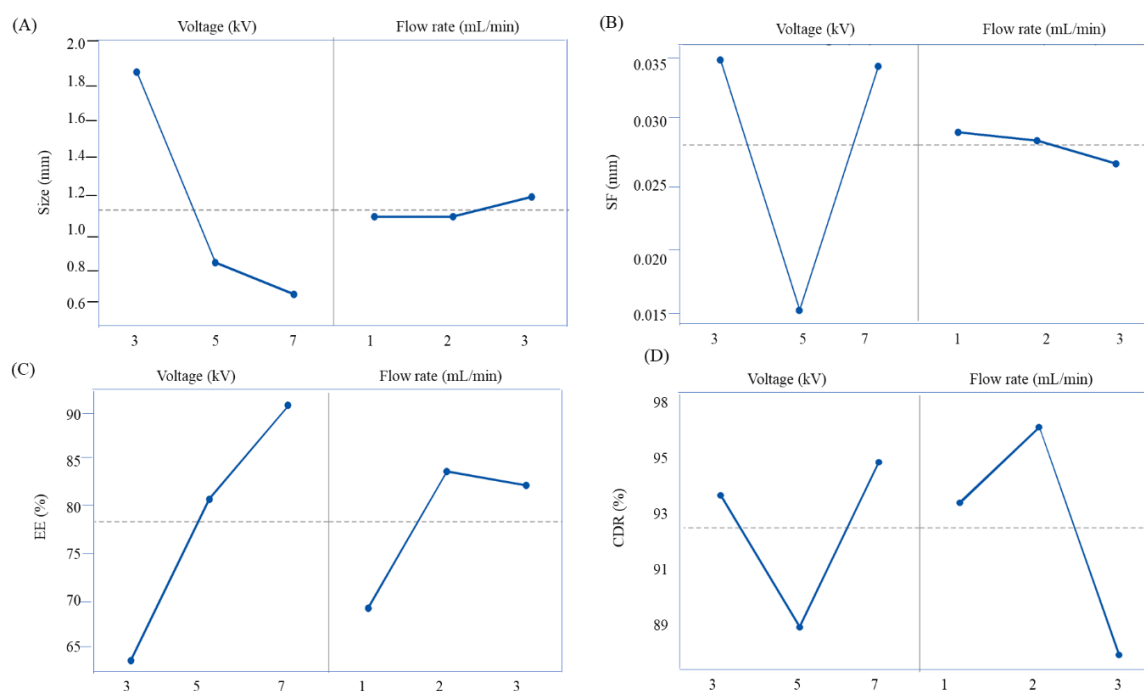 (A)
Voltage (kV) Flow rate (mL/min)
Size (mm)
2.0
1.8
1.6
1.4
1.2
1.0
0.8
0.6
3 5 7 1 2 3
(B)
Voltage (kV) Flow rate (mL/min)
SF (mm)
0.035
0.030
0.025
0.020
0.015
3 5 7 1 2 3
(C)
Voltage (kV) Flow rate (mL/min)
EE (%)
90
85
80
75
70
65
3 5 7 1 2 3
(D)
Voltage (kV) Flow rate (mL/min)
CDR (%)
98
95
93
91
89
3 5 7 1 2 3